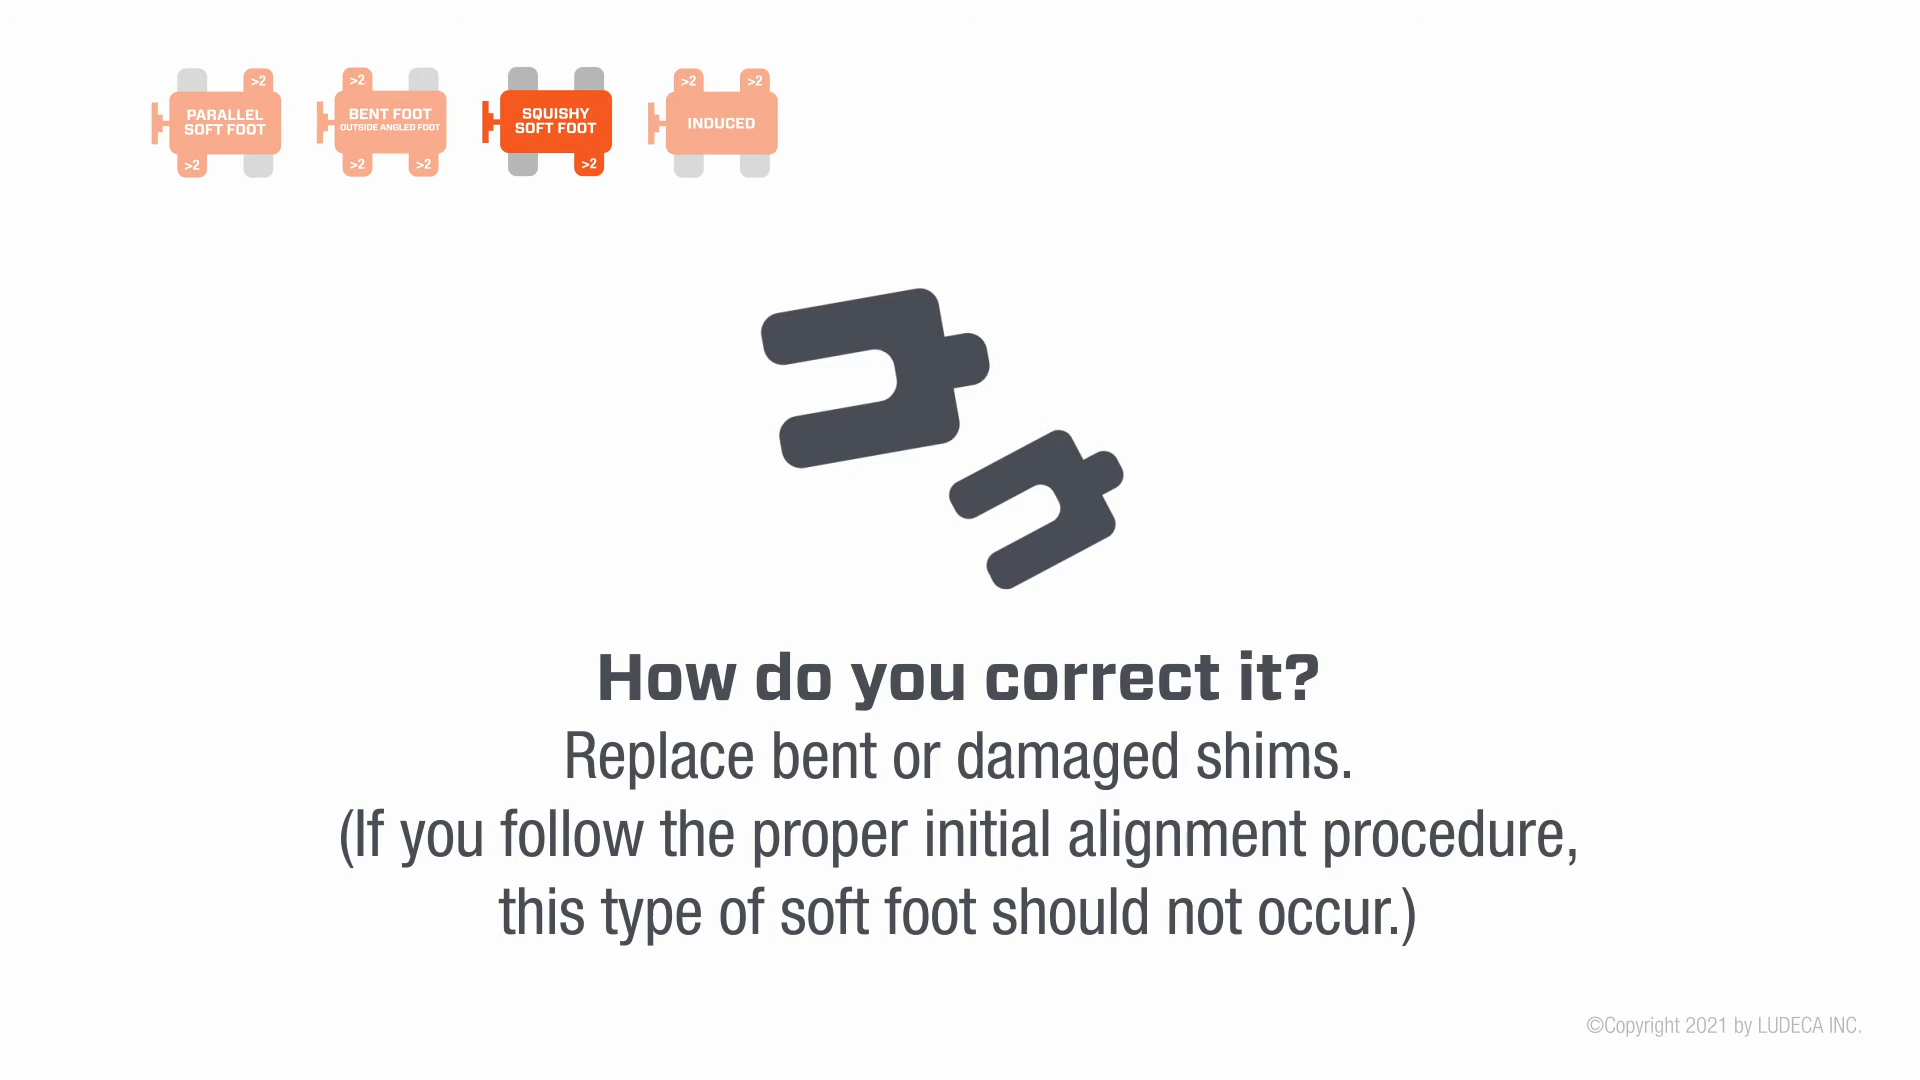 >2
PARALLEL
SOFT FOOT
>2
>2
BENT FOOT
OUTSIDE ANGLED FOOT
>2
>2
SQUISHY
SOFT FOOT
>2
>2
>2
INDUCED
How do you correct it?
Replace bent or damaged shims.
(If you follow the proper initial alignment procedure,
this type of soft foot should not occur.)
©Copyright 2021 by LUDECA INC.